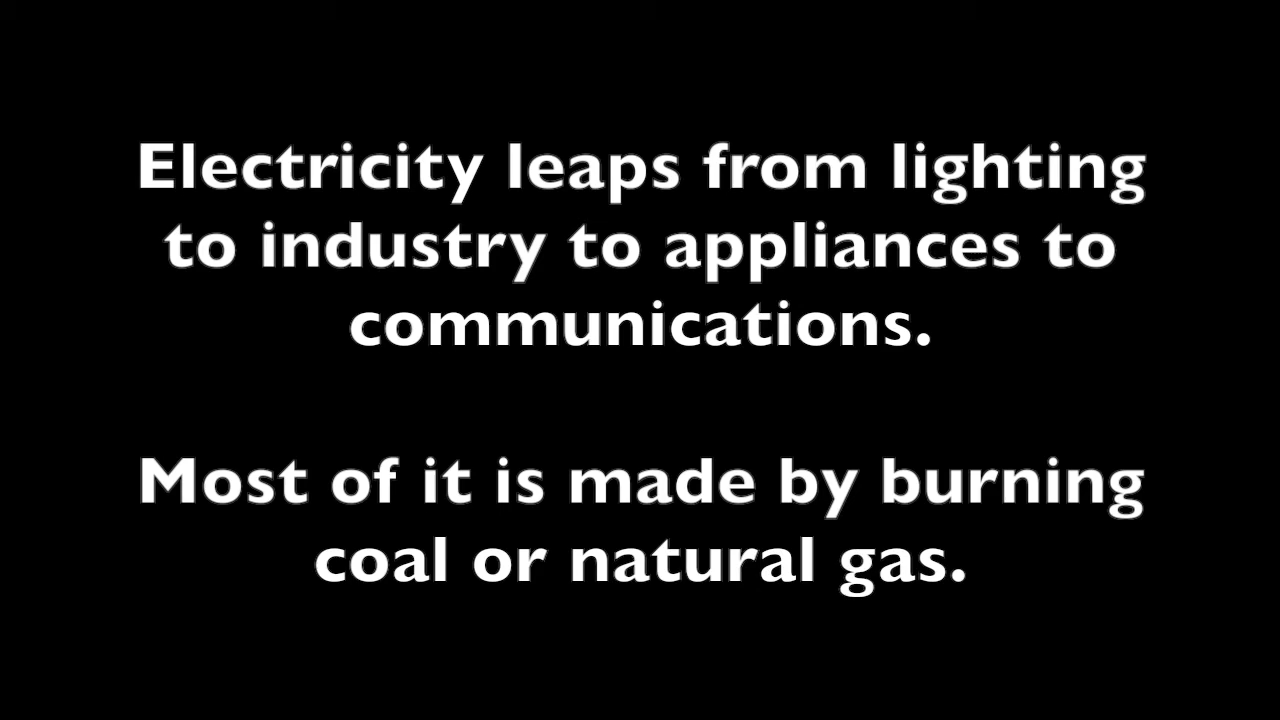 Electricity leaps from lighting
to industry to appliances to
communications.
Most of it is made by burning
coal or natural gas.